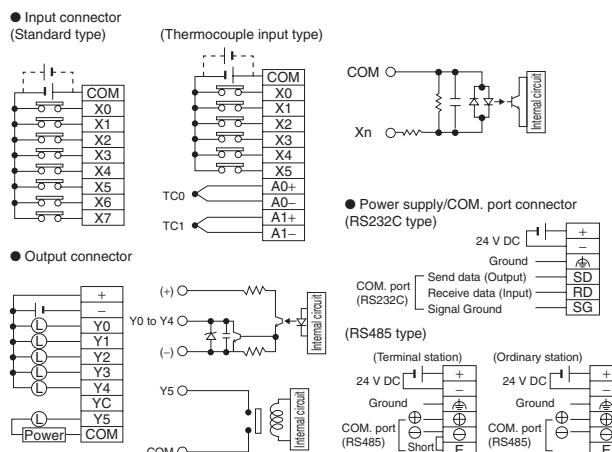 ● Input connector
(Standard type)
COM
X0
X1
X2
X3
X4
X5
X6
X7
(Thermocouple input type)
COM
X0
X1
X2
X3
X4
X5
A0+
A0−
A1+
A1−
TC0
TC1
COM
Xn
Internal circuit
● Output connector
+
−
L Y0
L Y1
L Y2
L Y3
L Y4
YC
L Y5
Power COM
(+)
Y0 to Y4
(−)
Internal circuit
Y5
COM
Internal circuit
● Power supply/COM. port connector
(RS232C type)
24 V DC
+
−
Ground
COM. port
(RS232C)
Send data (Output) SD
Receive data (Input) RD
Signal Ground SG
(RS485 type)
(Terminal station)
24 V DC
+
−
Ground
COM. port
(RS485)
+
−
Short
E
(Ordinary station)
24 V DC
+
−
Ground
COM. port
(RS485)
+
−
E